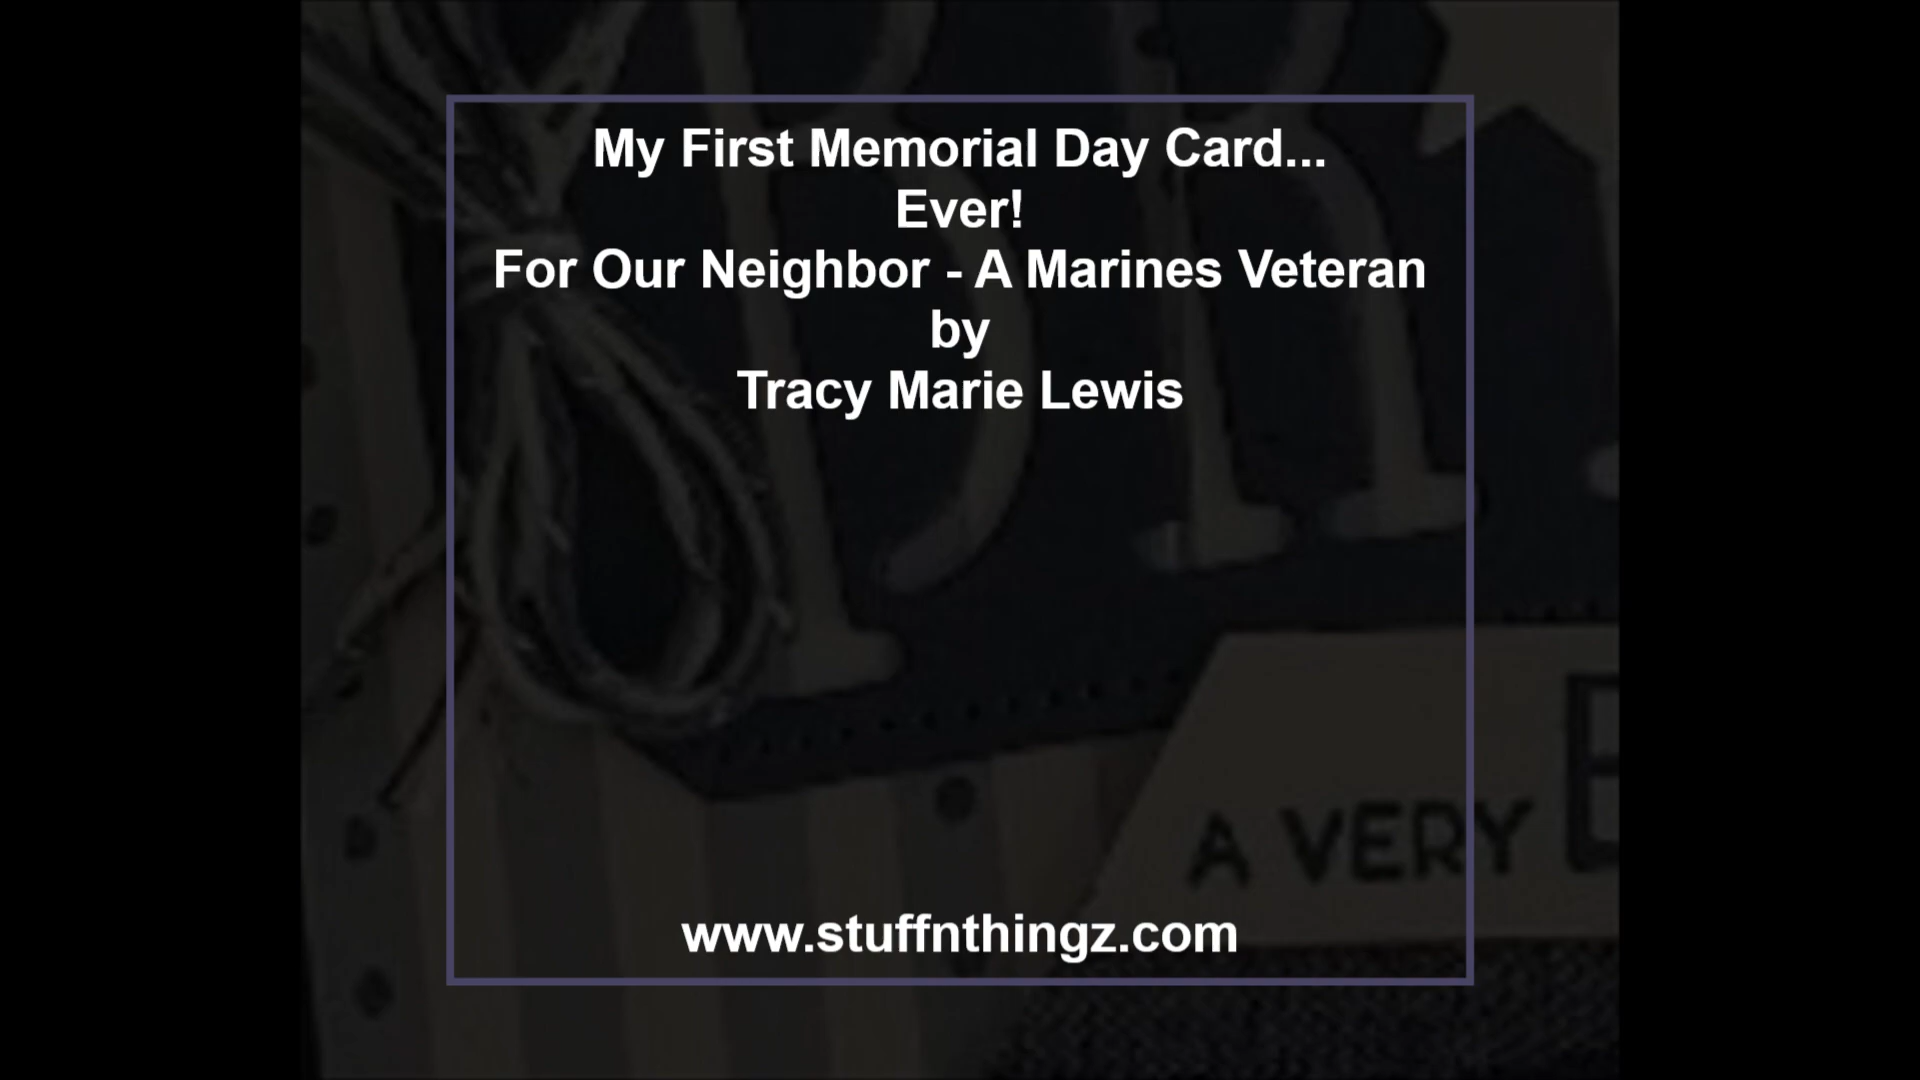 My First Memorial Day Card...
Ever!
For Our Neighbor - A Marines Veteran
by
Tracy Marie Lewis
A VERY
www.stuffnthingz.com